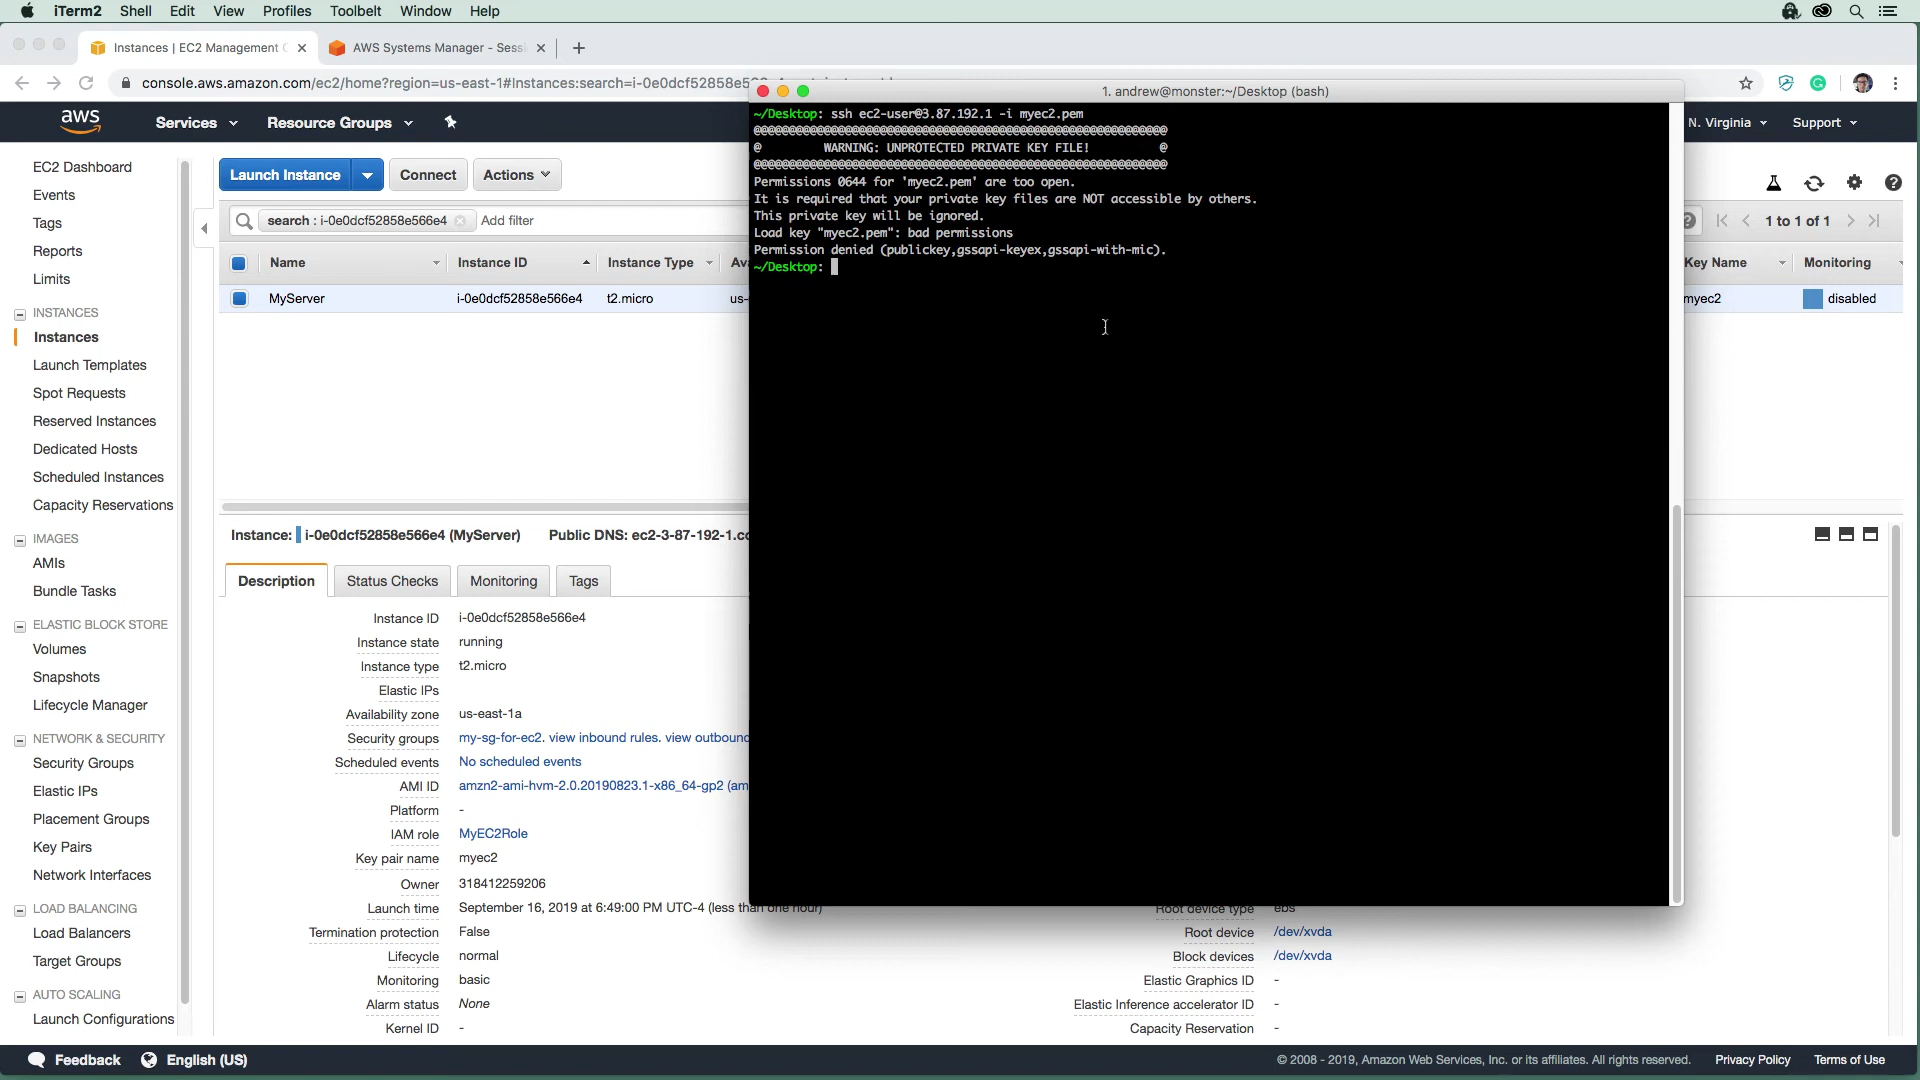 iTerm2 Shell Edit View Profiles Toolbelt Window Help
Instances | EC2 Management C
AWS Systems Manager - Sessi
console.aws.amazon.com/ec2/home?region=us-east-1#Instances:search=i-0e0dcf52858e5
1. andrew@monster:~/Desktop (bash)
aws
Services
Resource Groups
N. Virginia
Support
~/Desktop: ssh ec2-user@3.87.192.1 -i myec2.pem
@@@@@@@@@@@@@@@@@@@@@@@@@@@@@@@@@@@@@@@@@@@@@@@@@@@@@@@@@@@
@ WARNING: UNPROTECTED PRIVATE KEY FILE! @
@@@@@@@@@@@@@@@@@@@@@@@@@@@@@@@@@@@@@@@@@@@@@@@@@@@@@@@@@@@
Permissions 0644 for 'myec2.pem' are too open.
It is required that your private key files are NOT accessible by others.
This private key will be ignored.
Load key "myec2.pem": bad permissions
Permission denied (publickey,gssapi-keyex,gssapi-with-mic).
~/Desktop:
EC2 Dashboard
Events
Tags
Reports
Limits
INSTANCES
Instances
Launch Templates
Spot Requests
Reserved Instances
Dedicated Hosts
Scheduled Instances
Capacity Reservations
IMAGES
AMIs
Bundle Tasks
ELASTIC BLOCK STORE
Volumes
Snapshots
Lifecycle Manager
NETWORK & SECURITY
Security Groups
Elastic IPs
Placement Groups
Key Pairs
Network Interfaces
LOAD BALANCING
Load Balancers
Target Groups
AUTO SCALING
Launch Configurations
Launch Instance
Connect
Actions
search : i-0e0dcf52858e566e4
Add filter
1 to 1 of 1
Name Instance ID Instance Type Av Key Name Monitoring
MyServer i-0e0dcf52858e566e4 t2.micro us- myec2 disabled
Instance: i-0e0dcf52858e566e4 (MyServer) Public DNS: ec2-3-87-192-1.co
Description
Status Checks
Monitoring
Tags
Instance ID i-0e0dcf52858e566e4
Instance state running
Instance type t2.micro
Elastic IPs
Availability zone us-east-1a
Security groups my-sg-for-ec2. view inbound rules. view outbound
Scheduled events No scheduled events
AMI ID amzn2-ami-hvm-2.0.20190823.1-x86_64-gp2 (am
Platform -
IAM role MyEC2Role
Key pair name myec2
Owner 318412259206
Launch time September 16, 2019 at 6:49:00 PM UTC-4 (less than one hour)
Termination protection False
Lifecycle normal
Monitoring basic
Alarm status None
Kernel ID -
Root device type ebs
Root device /dev/xvda
Block devices /dev/xvda
Elastic Graphics ID -
Elastic Inference accelerator ID -
Capacity Reservation -
Feedback
English (US)
© 2008 - 2019, Amazon Web Services, Inc. or its affiliates. All rights reserved.
Privacy Policy
Terms of Use